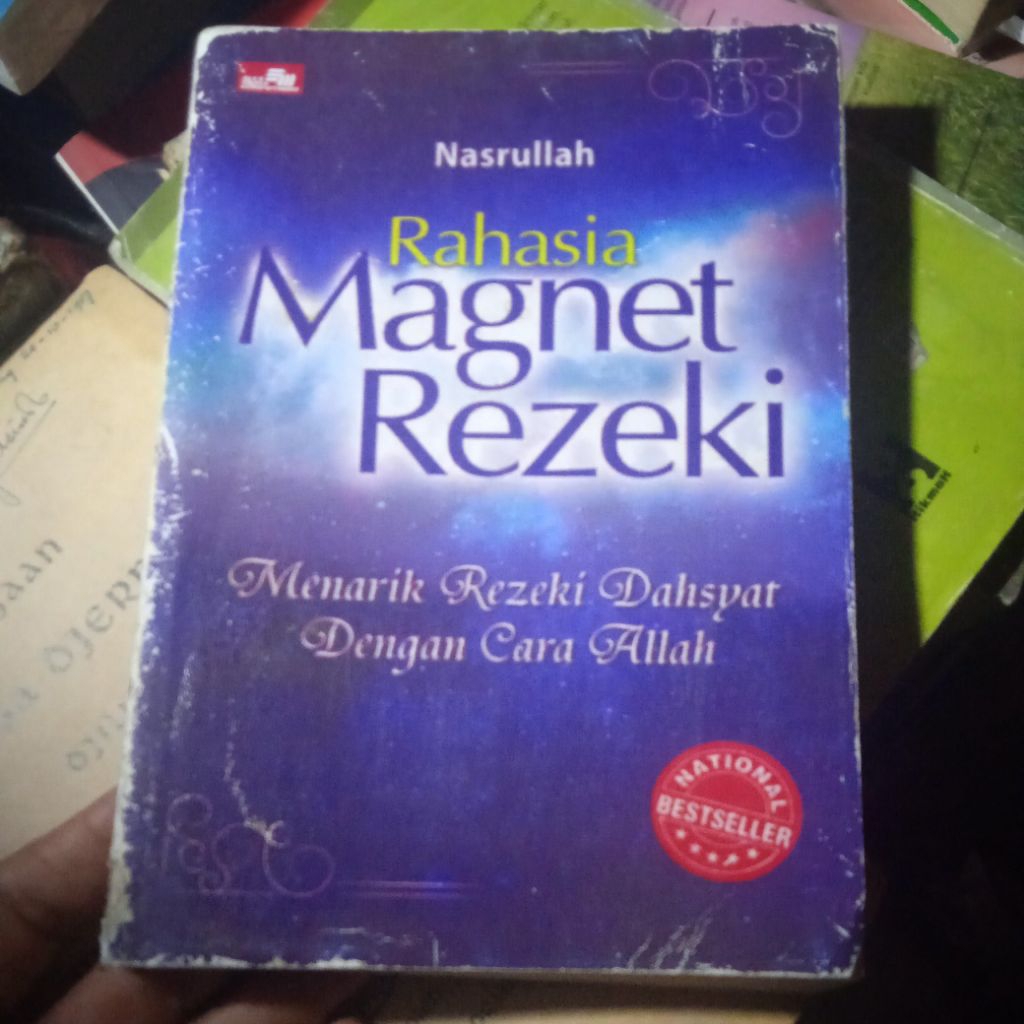 Nasrullah
Rahasia
Magnet
Rezeki
Menarik Rezeki Dahsyat
Dengan Cara Allah
NATIONAL
BESTSELLER